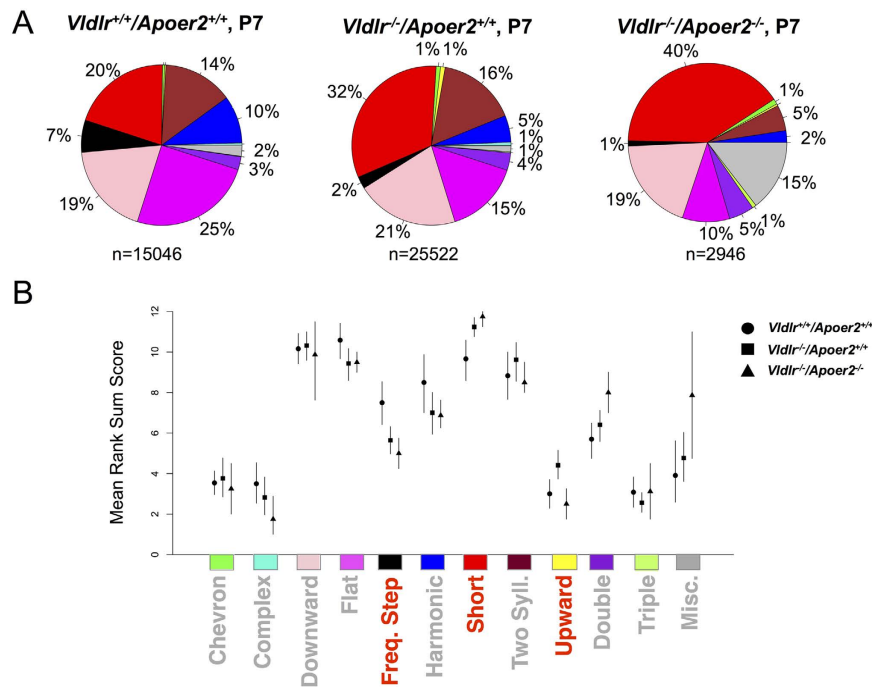 A
Vldlr+/+/Apoer2+/+, P7
Vldlr-/-/Apoer2+/+, P7
Vldlr-/-/Apoer2-/-, P7
20%
14%
10%
2%
3%
25%
19%
7%
n=15046
1%
1%
32%
16%
5%
1%
1%
1%
4%
15%
21%
2%
n=25522
40%
1%
5%
2%
15%
1%
5%
10%
19%
1%
n=2946
B
Mean Rank Sum Score
12
10
8
6
4
2
0
Vldlr+/+/Apoer2+/+
Vldlr-/-/Apoer2+/+
Vldlr-/-/Apoer2-/-
Chevron
Complex
Downward
Flat
Freq. Step
Harmonic
Short
Two Syll.
Upward
Double
Triple
Misc.